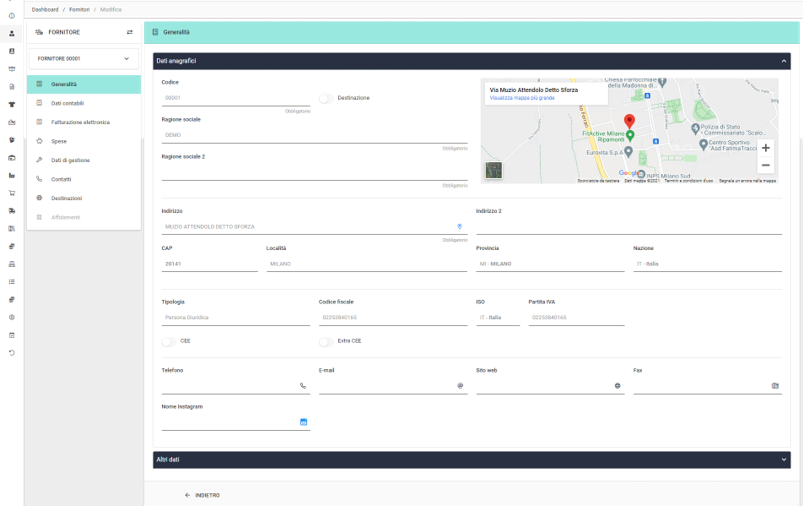 Dashboard / Fornitori / Modifica
FORNITORE
Generalità
FORNITORE 00001
Generalità
Dati contabili
Fatturazione elettronica
Spese
Dati di gestione
Contatti
Destinazioni
Affidamenti
Dati anagrafici
Codice
00001
Obbligatorio
Destinazione
Ragione sociale
DEMO
Obbligatorio
Ragione sociale 2
Obbligatorio
Via Muzio Attendolo Detto Sforza
Visualizza mappa più grande
Chiesa Parrocchiale
della Madonna di...
FitActive Milano
Ripamonti
Eurovita S.p.A
Polizia di Stato
Commissariato "Scalo...
Centro Sportivo
"Asd FatimaTracci
INPS Milano Sud
Google
Scorciatoie da tastiera Dati mappa ©2021 Termini e condizioni d'uso Segnala un errore nella mappa
Indirizzo
MUZIO ATTENDOLO DETTO SFORZA
Obbligatorio
Indirizzo 2
CAP
20141
Località
MILANO
Provincia
MI - MILANO
Nazione
IT - Italia
Tipologia
Persona Giuridica
Codice fiscale
02253840165
ISO
IT - Italia
Partita IVA
02253840165
CEE
Extra CEE
Telefono
E-mail
Sito web
Fax
Nome instagram
Altri dati
INDIETRO